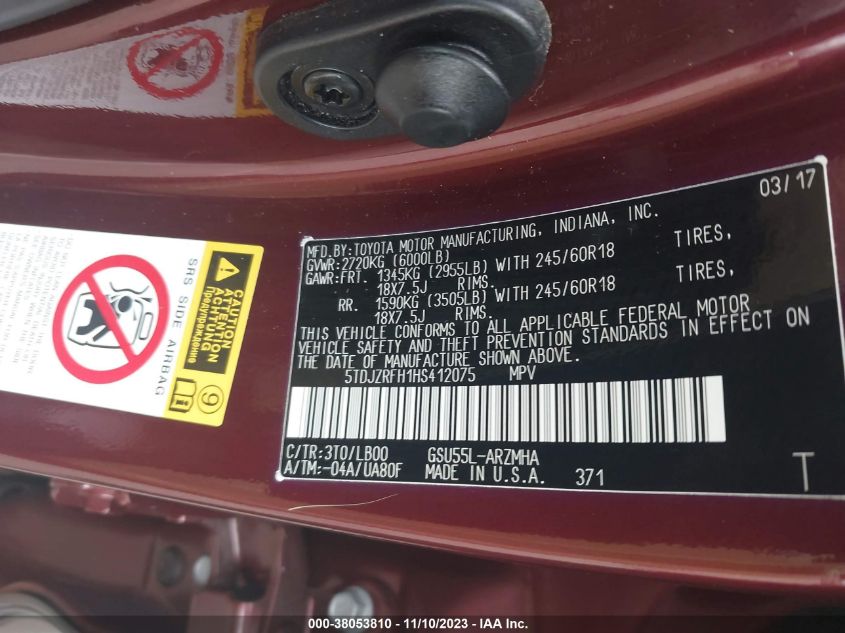 03/17
MFD.BY:TOYOTA MOTOR MANUFACTURING, INDIANA, INC.
GVWR:2720KG (6000LB)
GAWR:FRT. 1345KG (2955LB) WITH 245/60R18 TIRES,
18X7.5J RIMS.
RR. 1590KG (3505LB) WITH 245/60R18 TIRES,
18X7.5J RIMS.
THIS VEHICLE CONFORMS TO ALL APPLICABLE FEDERAL MOTOR
VEHICLE SAFETY AND THEFT PREVENTION STANDARDS IN EFFECT ON
THE DATE OF MANUFACTURE SHOWN ABOVE.
5TDJZRFH1HS412075 MPV
C/TR:3T0/LB00 GSU55L-ARZMHA
A/TM:-04A/UA80F MADE IN U.S.A. 371
T
SRS SIDE AIRBAG
CAUTION
ATTENTION
ACHTUNG
Предупреждение
9
000-38053810 - 11/10/2023 - IAAI Inc.